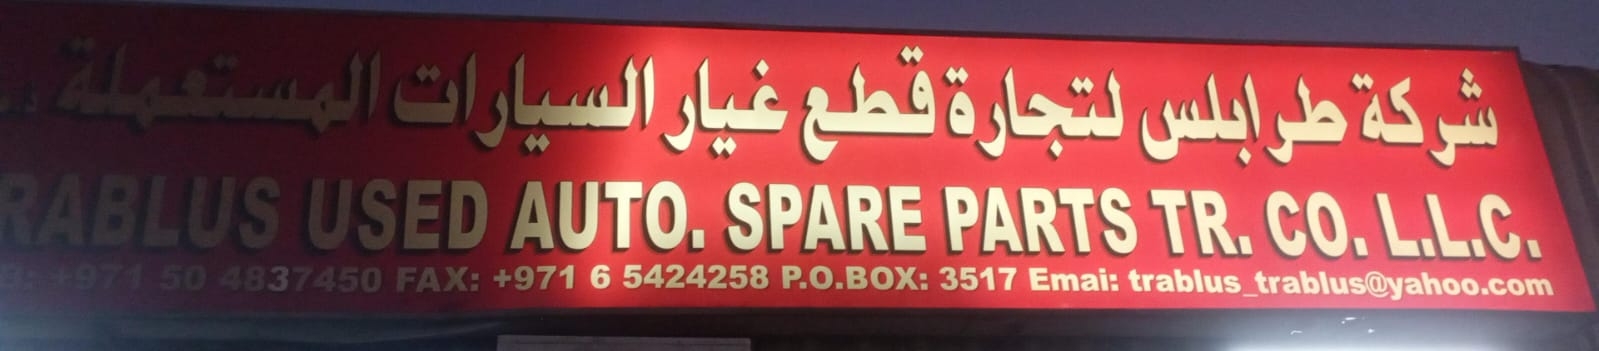 شركة طرابلس لتجارة قطع غيار السيارات المستعملة
TRABLUS USED AUTO. SPARE PARTS TR. CO. L.L.C.
+971 50 4837450 FAX: +971 6 5424258 P.O.BOX: 3517 Emai: trablus_trablus@yahoo.com